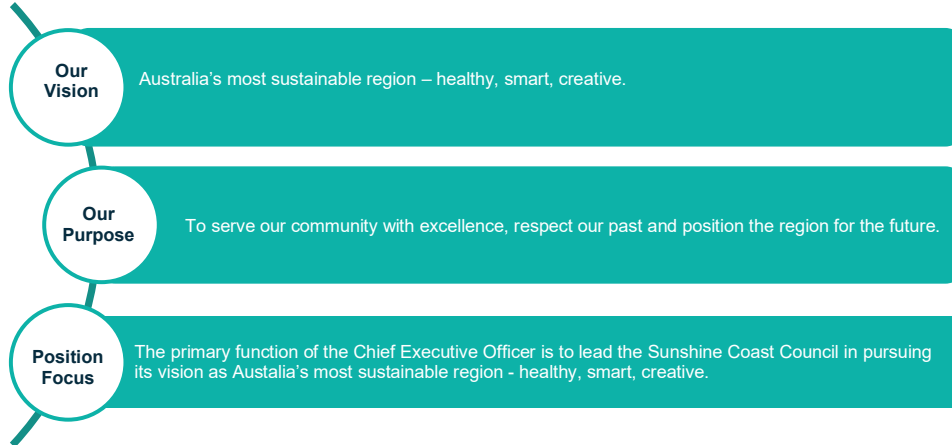 Our
Vision
Australia’s most sustainable region – healthy, smart, creative.
Our
Purpose
To serve our community with excellence, respect our past and position the region for the future.
Position
Focus
The primary function of the Chief Executive Officer is to lead the Sunshine Coast Council in pursuing
its vision as Austalia’s most sustainable region - healthy, smart, creative.